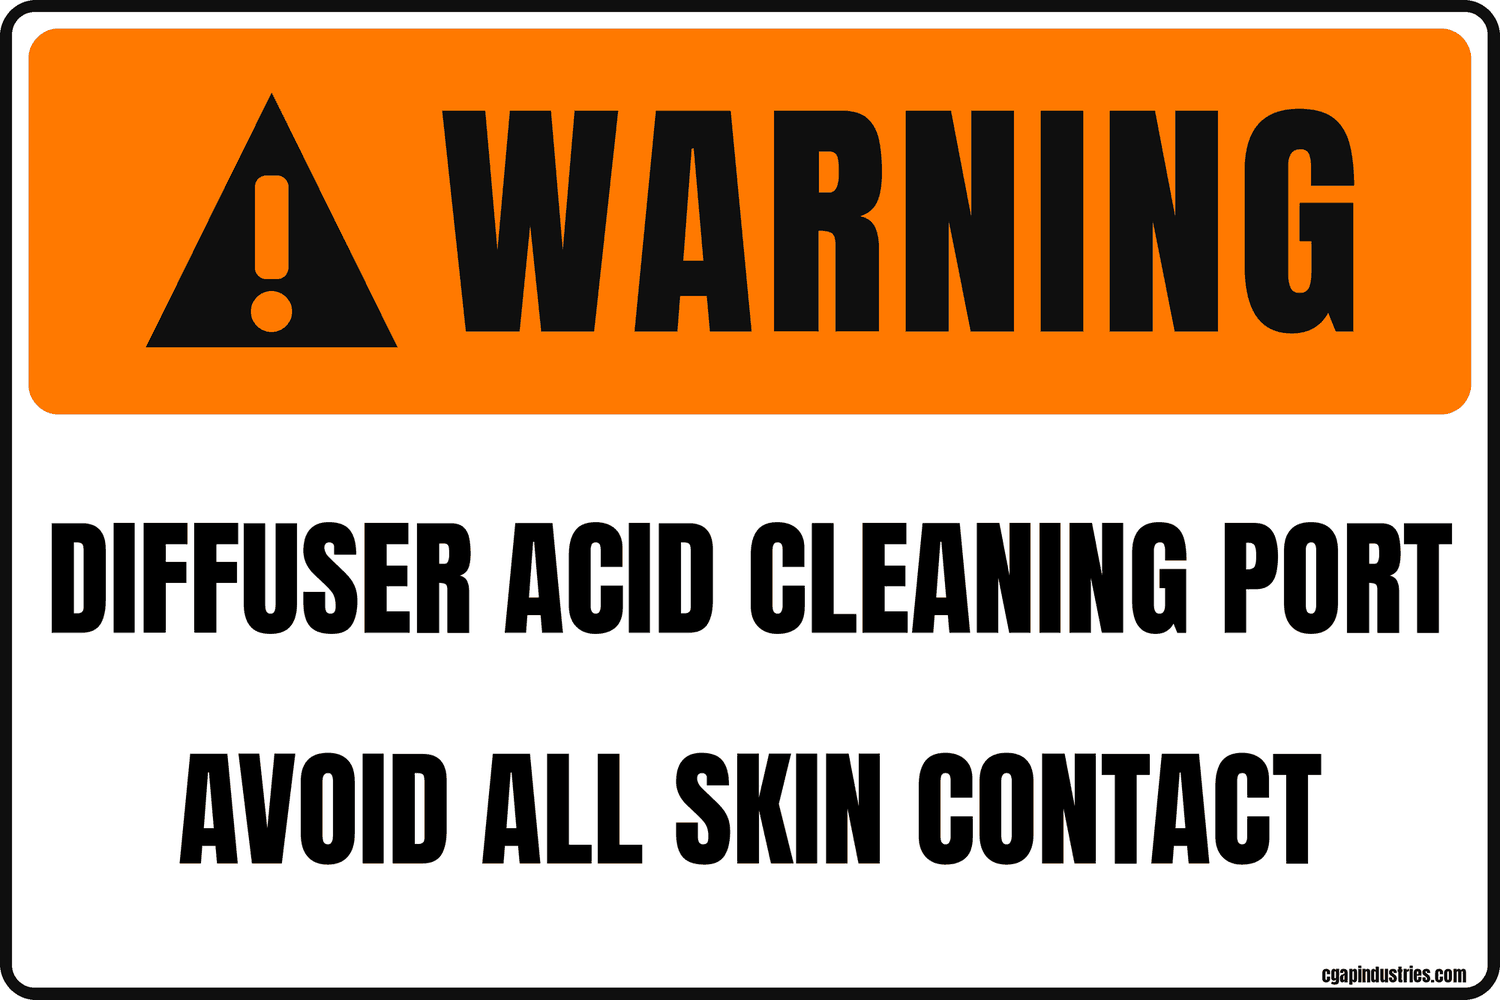 WARNING
DIFFUSER ACID CLEANING PORT
AVOID ALL SKIN CONTACT
cgapindustries.com